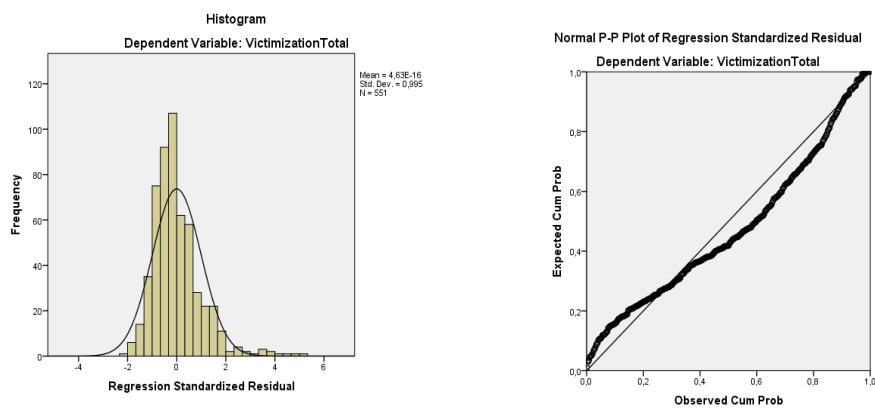 Histogram
Dependent Variable: VictimizationTotal
Mean = 4,63E-16
Std. Dev. = 0,995
N = 551
Frequency
120
100
80
60
40
20
0
-4 -2 0 2 4 6
Regression Standardized Residual
Normal P-P Plot of Regression Standardized Residual
Dependent Variable: VictimizationTotal
Expected Cum Prob
1,0
0,8
0,6
0,4
0,2
0,0
0,0 0,2 0,4 0,6 0,8 1,0
Observed Cum Prob